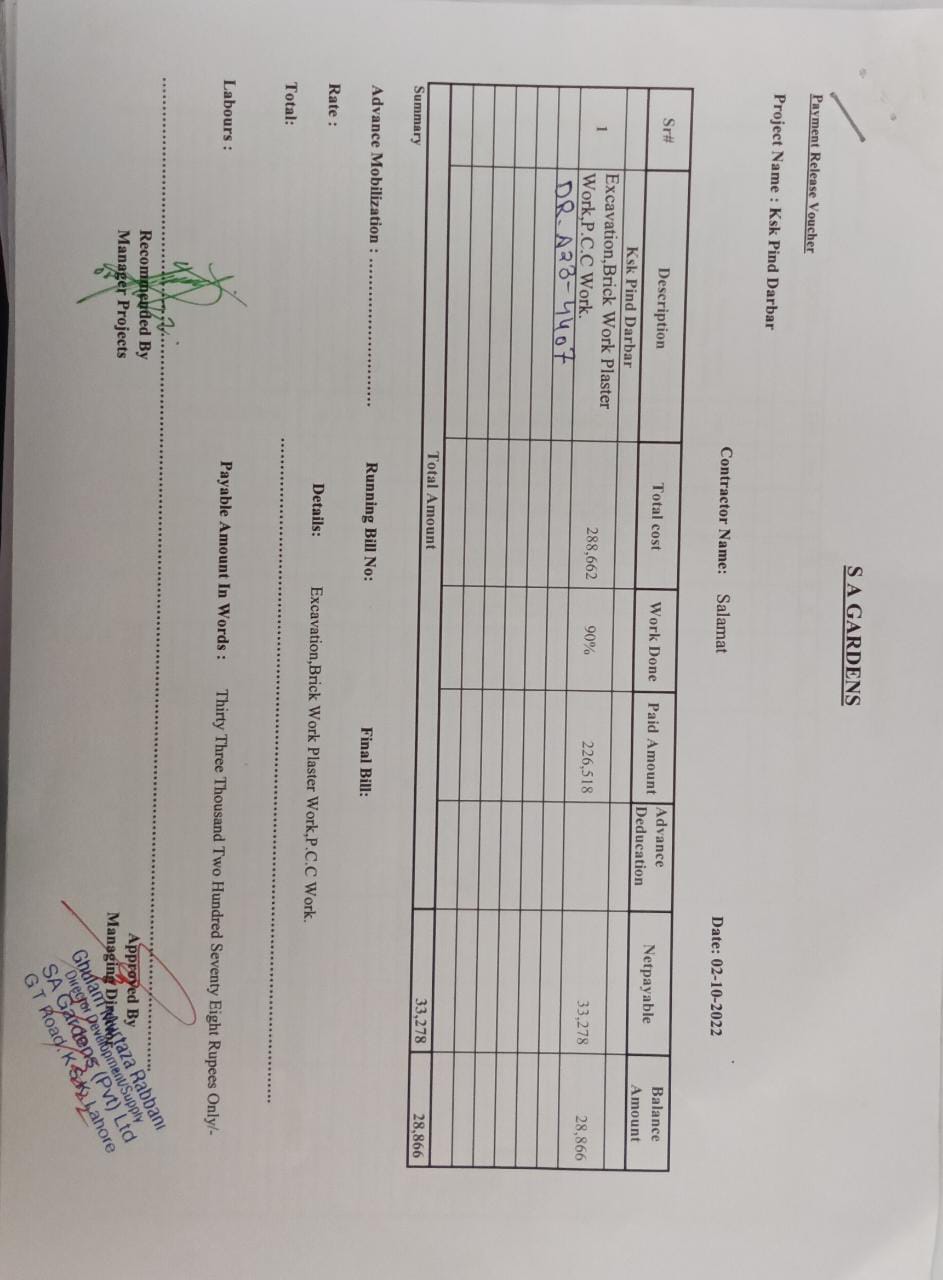 S A GARDENS
Payment Release Voucher
Project Name : Ksk Pind Darbar
Contractor Name: Salamat
Date: 02-10-2022
Sr# Description Total cost Work Done Paid Amount Advance Deducation Netpayable Balance Amount
Ksk Pind Darbar
1 Excavation,Brick Work Plaster Work,P.C.C Work. 288,662 90% 226,518 33,278 28,866
DR-A23-4407
Total Amount 33,278 28,866
Summary
Advance Mobilization : ........................ Running Bill No: Final Bill:
Rate : Details: Excavation,Brick Work Plaster Work,P.C.C Work.
Total:
Labours : Payable Amount In Words : Thirty Three Thousand Two Hundred Seventy Eight Rupees Only/-
Recommended By
Manager Projects
Approved By
Managing Director
Ghulam Murtaza Rabbani
Director Development/Supply
SA Gardens (Pvt) Ltd
G T Road, K.S.K Lahore